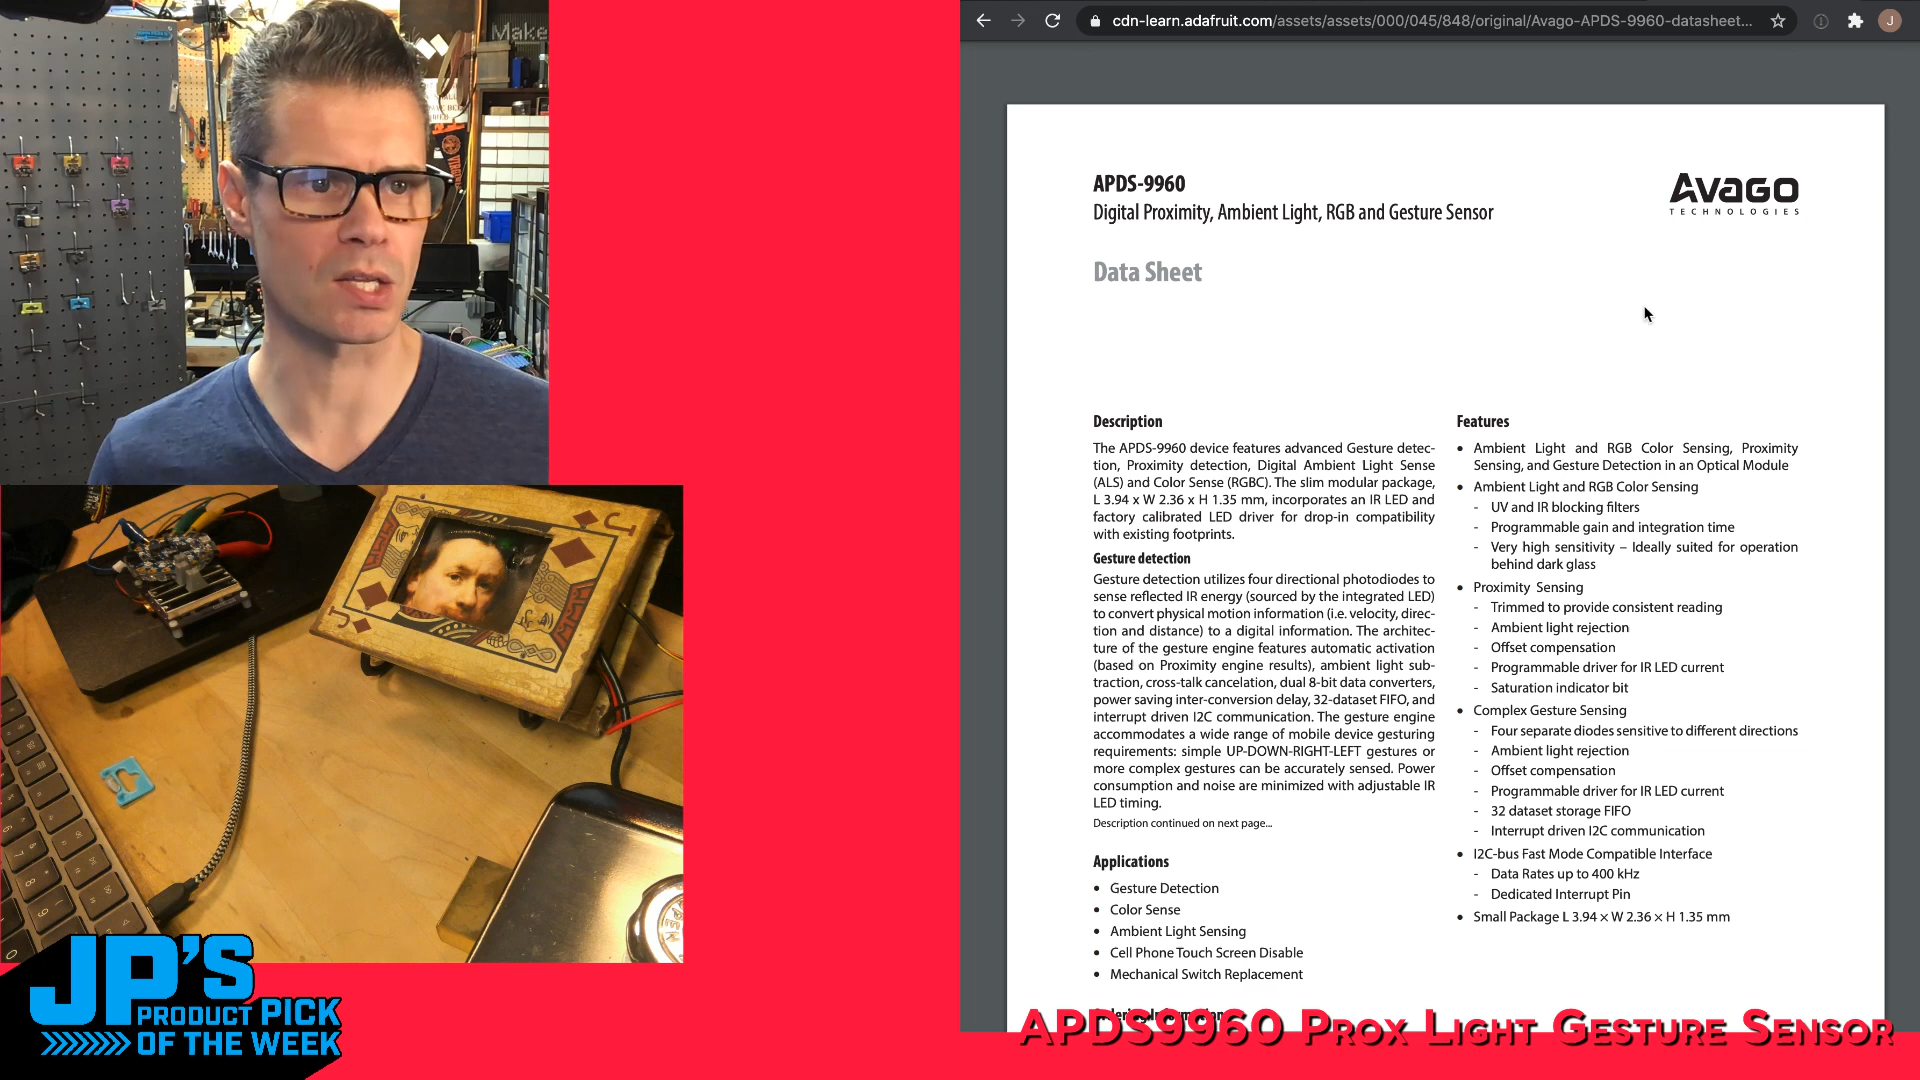 Make
cdn-learn.adafruit.com/assets/assets/000/045/848/original/Avago-APDS-9960-datasheet...
J
APDS-9960
Digital Proximity, Ambient Light, RGB and Gesture Sensor
AVAGO
TECHNOLOGIES
Data Sheet
Description
The APDS-9960 device features advanced Gesture detec-
tion, Proximity detection, Digital Ambient Light Sense
(ALS) and Color Sense (RGBC). The slim modular package,
L 3.94 x W 2.36 x H 1.35 mm, incorporates an IR LED and
factory calibrated LED driver for drop-in compatibility
with existing footprints.
Gesture detection
Gesture detection utilizes four directional photodiodes to
sense reflected IR energy (sourced by the integrated LED)
to convert physical motion information (i.e. velocity, direc-
tion and distance) to a digital information. The architec-
ture of the gesture engine features automatic activation
(based on Proximity engine results), ambient light sub-
traction, cross-talk cancelation, dual 8-bit data converters,
power saving inter-conversion delay, 32-dataset FIFO, and
interrupt driven I2C communication. The gesture engine
accommodates a wide range of mobile device gesturing
requirements: simple UP-DOWN-RIGHT-LEFT gestures or
more complex gestures can be accurately sensed. Power
consumption and noise are minimized with adjustable IR
LED timing.
Description continued on next page...
Applications
• Gesture Detection
• Color Sense
• Ambient Light Sensing
• Cell Phone Touch Screen Disable
• Mechanical Switch Replacement
Ordering Information
Features
• Ambient Light and RGB Color Sensing, Proximity
Sensing, and Gesture Detection in an Optical Module
• Ambient Light and RGB Color Sensing
- UV and IR blocking filters
- Programmable gain and integration time
- Very high sensitivity – Ideally suited for operation
behind dark glass
• Proximity Sensing
- Trimmed to provide consistent reading
- Ambient light rejection
- Offset compensation
- Programmable driver for IR LED current
- Saturation indicator bit
• Complex Gesture Sensing
- Four separate diodes sensitive to different directions
- Ambient light rejection
- Offset compensation
- Programmable driver for IR LED current
- 32 dataset storage FIFO
- Interrupt driven I2C communication
• I2C-bus Fast Mode Compatible Interface
- Data Rates up to 400 kHz
- Dedicated Interrupt Pin
• Small Package L 3.94 × W 2.36 × H 1.35 mm
J
J
JP'S
PRODUCT PICK
OF THE WEEK
APDS9960 PROX LIGHT GESTURE SENSOR